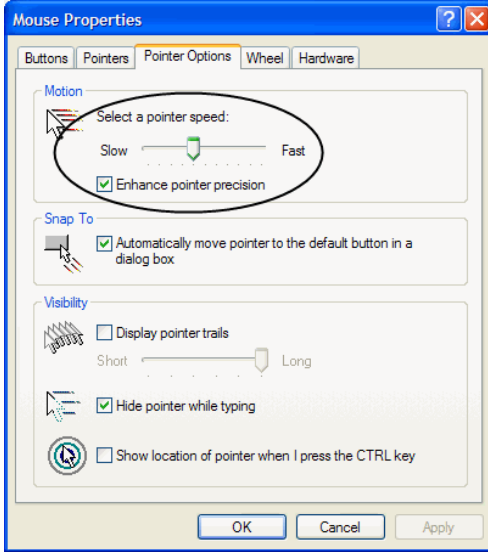 Mouse Properties
Buttons Pointers Pointer Options Wheel Hardware
Motion
Select a pointer speed:
Slow Fast
Enhance pointer precision
Snap To
Automatically move pointer to the default button in a
dialog box
Visibility
Display pointer trails
Short Long
Hide pointer while typing
Show location of pointer when I press the CTRL key
OK Cancel Apply